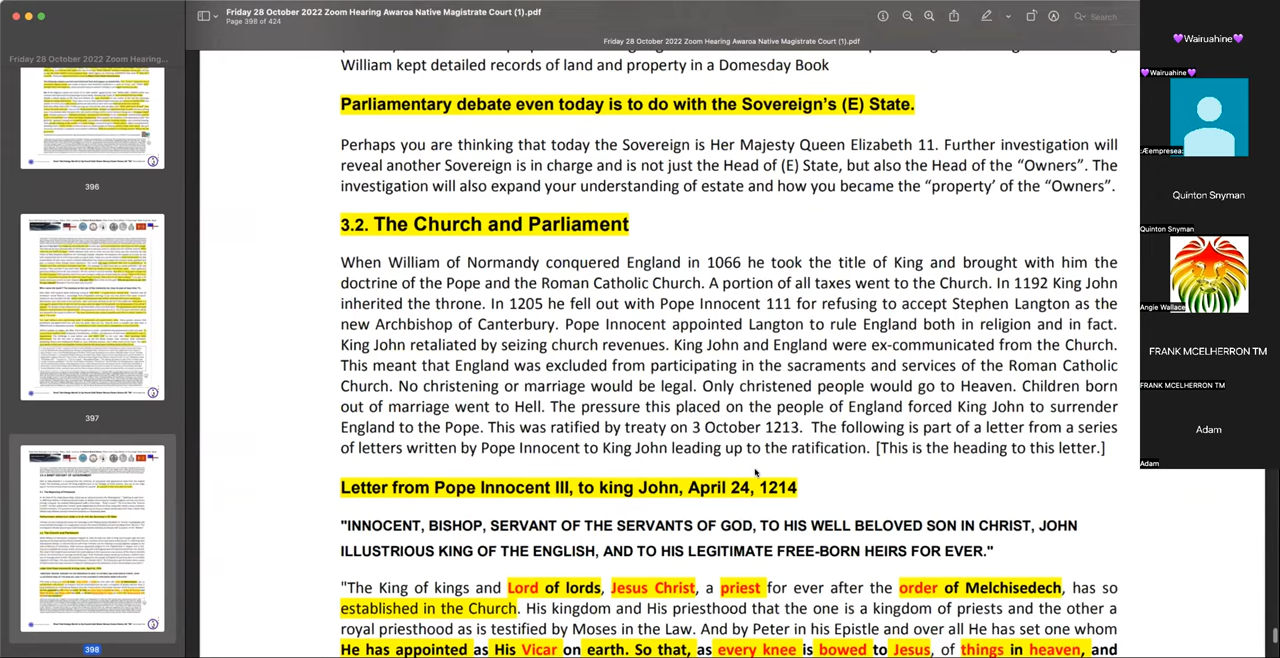 Friday 28 October 2022 Zoom Hearing Awaroa Native Magistrate Court (1).pdf
Page 398 of 424
Search
Friday 28 October 2022 Zoom Hearing...
Friday 28 October 2022 Zoom Hearing Awaroa Native Magistrate Court (1).pdf
396
397
398
William kept detailed
of land and property in a Domesday Book
Parliamentary debate even today is to do with the Sovereign's (E) State.
Perhaps you are thinking that today the Sovereign is Her Majesty Queen Elizabeth 11. Further investigation will
reveal another Sovereign is in charge and is not just the Head of (E) State, but also the Head of the "Owners". The
investigation will also expand your understanding of estate and how you became the "property' of the "Owners".
3.2. The Church and Parliament
When William of Normandy conquered England in 1066 he took the title of King and brought with him the
doctrine of the Pope and the Roman Catholic Church. A portion of all taxes went to the Church. In 1192 King John
inherited the throne. In 1205 he fell out with Pope Innocent III for refusing to accept Stephen Langton as the
new Archbishop of Canterbury. Pope Innocent appointed Langton to rule England both in religion and in fact.
King John retaliated by seizing church revenues. King John and England were ex-communicated from the Church.
This meant that England was excluded from participating in the sacraments and services of the Roman Catholic
Church. No christening or marriage would be legal. Only christened people would go to Heaven. Children born
out of marriage went to Hell. The pressure this placed on the people of England forced King John to surrender
England to the Pope. This was ratified by treaty on 3 October 1213. The following is part of a letter from a series
of letters written by Pope Innocent to King John leading up to the ratification. [This is the heading to this letter.]
Letter from Pope Innocent III, to king John, April 24, 1214
"INNOCENT, BISHOP, SERVANT OF THE SERVANTS OF GOD, TO HIS WELL BELOVED SON IN CHRIST, JOHN
ILLUSTRIOUS KING OF THE ENGLISH, AND TO HIS LEGITIMATE FREE-BORN HEIRS FOR EVER."
"The King of kings and Lord of lords, Jesus Christ, a priest for ever after the order of Melchisedech, has so
established in the Church. His kingdom and His priesthood that the one is a kingdom of priests and the other a
royal priesthood as is testified by Moses in the Law. And by Peter in his Epistle and over all He has set one whom
He has appointed as His Vicar on earth. So that, as every knee is bowed to Jesus, of things in heaven, and
💜Wairuahine💜
💜Wairuahine💜
:Æempresea:
Quinton Snyman
Quinton Snyman
Angie Wallace
FRANK MCELHERRON TM
FRANK MCELHERRON TM
Adam
Adam